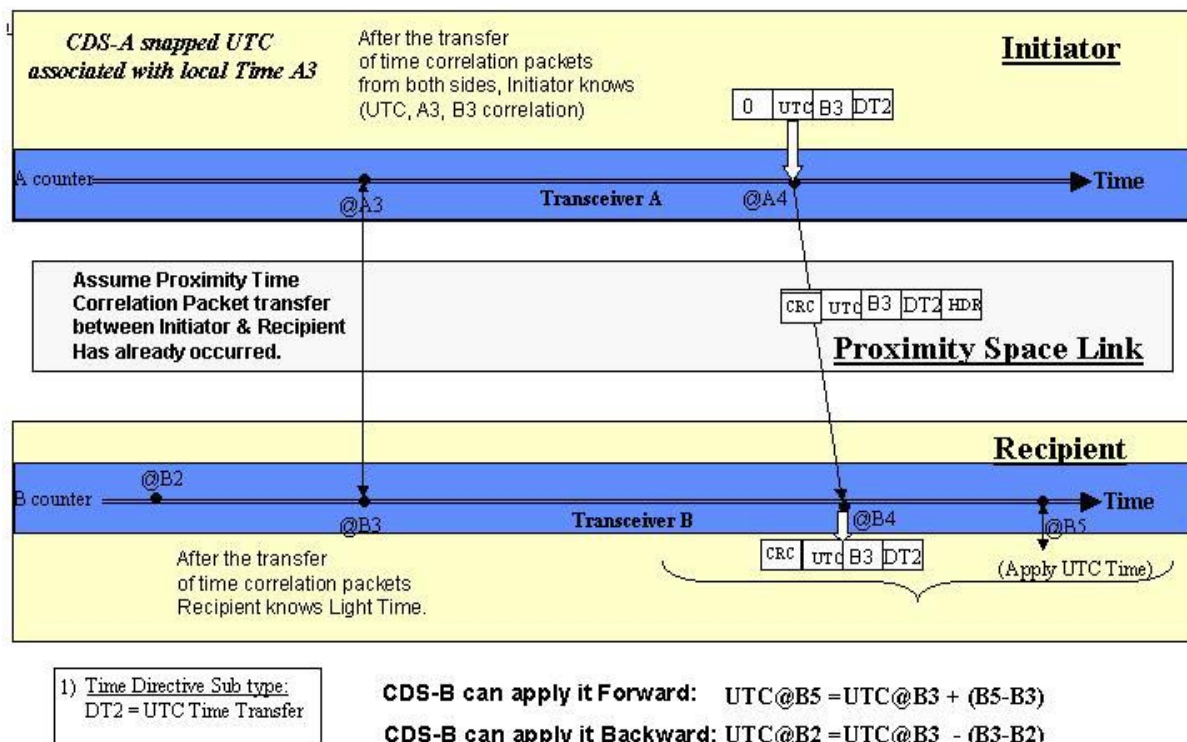 CDS-A snapped UTC
associated with local Time A3
After the transfer
of time correlation packets
from both sides, Initiator knows
(UTC, A3, B3 correlation)
Initiator
0 UTC B3 DT2
A counter
@A3
Transceiver A
@A4
Time
Assume Proximity Time
Correlation Packet transfer
between Initiator & Recipient
Has already occurred.
CRC UTC B3 DT2 HDR
Proximity Space Link
Recipient
@B2
B counter
@B3
Transceiver B
@B4
Time
@B5
CRC UTC B3 DT2
(Apply UTC Time)
After the transfer
of time correlation packets
Recipient knows Light Time.
1) Time Directive Sub type:
DT2 = UTC Time Transfer
CDS-B can apply it Forward: UTC@B5 =UTC@B3 + (B5-B3)
CDS-B can apply it Backward: UTC@B2 =UTC@B3 - (B3-B2)